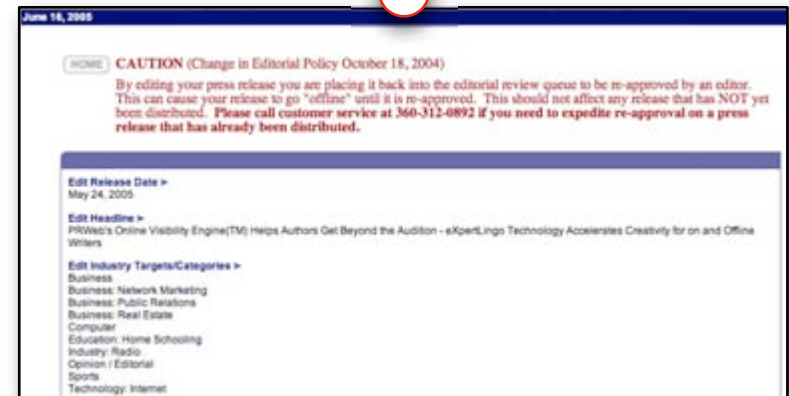 June 16, 2005
HOME CAUTION (Change in Editorial Policy October 18, 2004)
By editing your press release you are placing it back into the editorial review queue to be re-approved by an editor.
This can cause your release to go "offline" until it is re-approved. This should not affect any release that has NOT yet
been distributed. Please call customer service at 360-312-0892 if you need to expedite re-approval on a press
release that has already been distributed.
Edit Release Date >
May 24, 2005
Edit Headline >
PRWeb's Online Visibility Engine(TM) Helps Authors Get Beyond the Audition - eXpertLingo Technology Accelerates Creativity for on and Offline
Writers
Edit Industry Targets/Categories >
Business
Business: Network Marketing
Business: Public Relations
Business: Real Estate
Computer
Education: Home Schooling
Industry: Radio
Opinion / Editorial
Sports
Technology: Internet